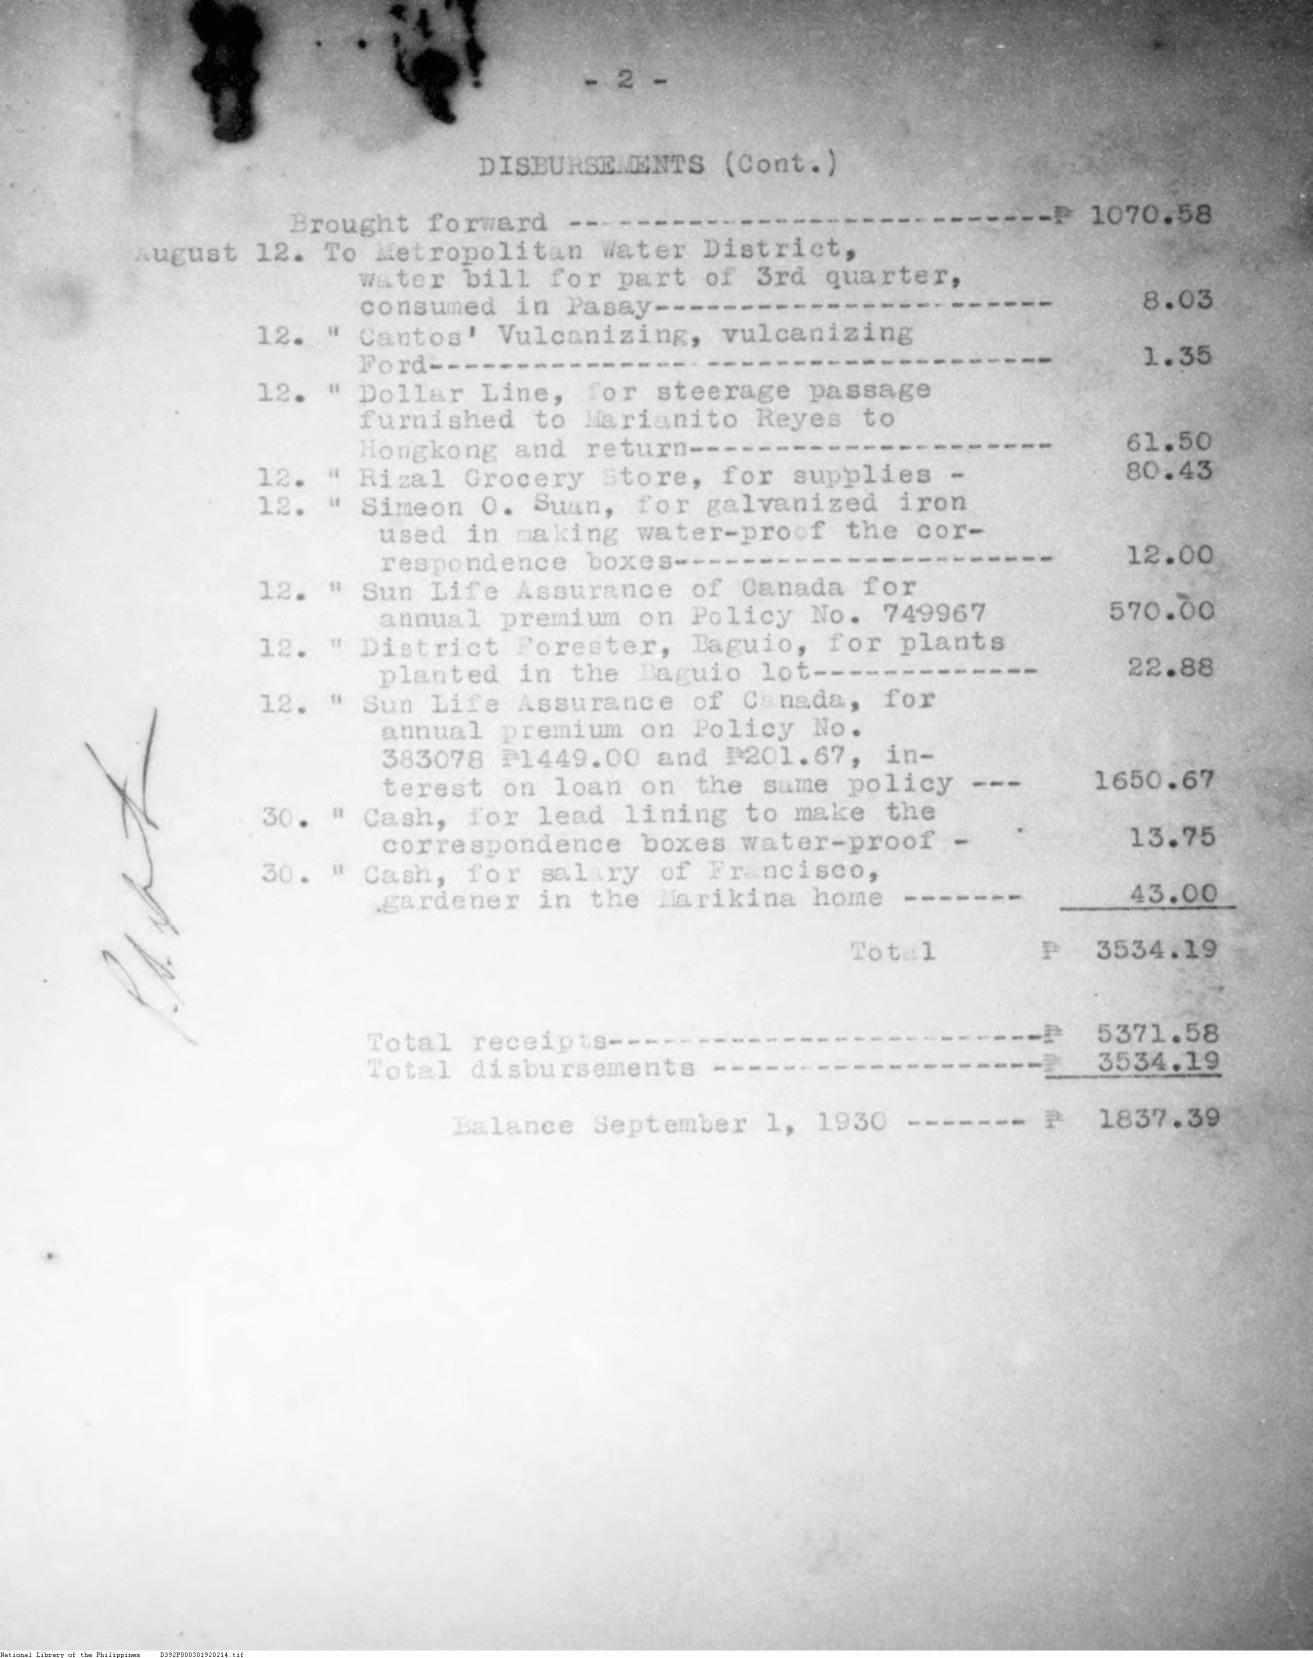 - 2 -
DISBURSEMENTS (Cont.)
Brought forward ----------------------------₱ 1070.58
August 12. To Metropolitan Water District,
water bill for part of 3rd quarter,
consumed in Pasay------------------------ 8.03
12. " Cantos' Vulcanizing, vulcanizing
Ford------------------------------------- 1.35
12. " Dollar Line, for steerage passage
furnished to Marianito Reyes to
Hongkong and return--------------------- 61.50
12. " Rizal Grocery Store, for supplies - 80.43
12. " Simeon O. Suan, for galvanized iron
used in making water-proof the cor-
respondence boxes---------------------- 12.00
12. " Sun Life Assurance of Canada for
annual premium on Policy No. 749967 570.00
12. " District Forester, Baguio, for plants
planted in the Baguio lot------------- 22.88
12. " Sun Life Assurance of Canada, for
annual premium on Policy No.
383078 ₱1449.00 and ₱201.67, in-
terest on loan on the same policy --- 1650.67
30. " Cash, for lead lining to make the
correspondence boxes water-proof - 13.75
30. " Cash, for salary of Francisco,
gardener in the Marikina home ------- 43.00
Total ₱ 3534.19
Total receipts-------------------------₱ 5371.58
Total disbursements -------------------₱ 3534.19
Balance September 1, 1930 ------- ₱ 1837.39
National Library of the Philippines D392P000301920214.tif